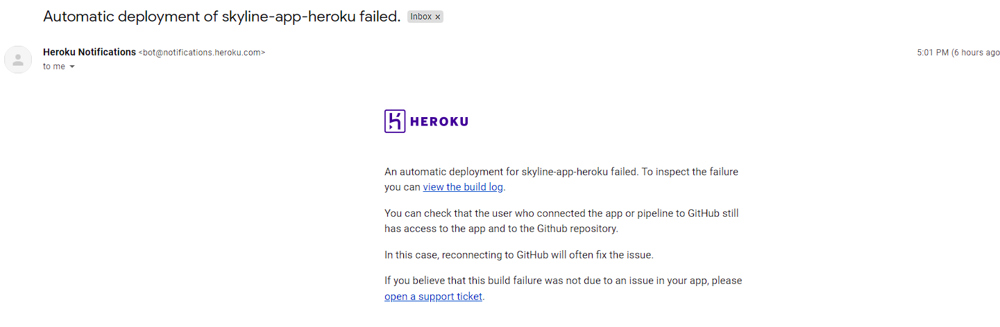 Automatic deployment of skyline-app-heroku failed. Inbox x
Heroku Notifications <bot@notifications.heroku.com> 5:01 PM (6 hours ago
to me
HEROKU
An automatic deployment for skyline-app-heroku failed. To inspect the failure
you can view the build log.
You can check that the user who connected the app or pipeline to GitHub still
has access to the app and to the Github repository.
In this case, reconnecting to GitHub will often fix the issue.
If you believe that this build failure was not due to an issue in your app, please
open a support ticket.